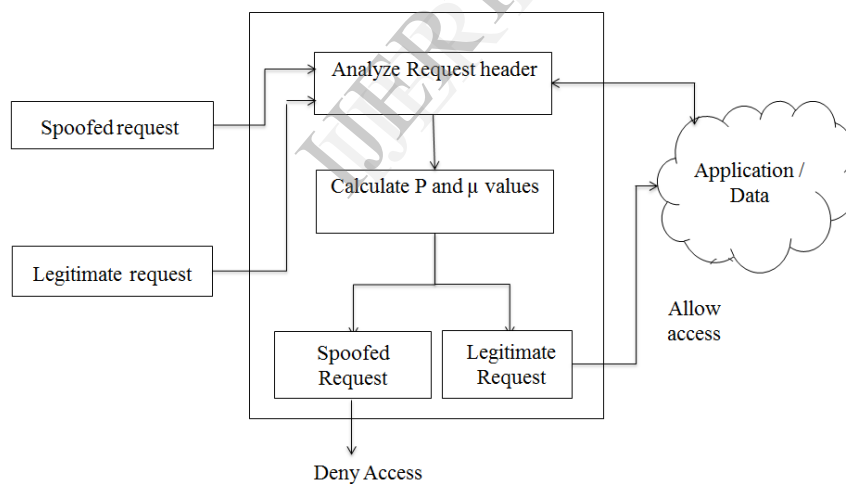 IJERT
Analyze Request header
Spoofed request
Calculate P and µ values
Application /
Data
Legitimate request
Allow
access
Spoofed
Request
Legitimate
Request
Deny Access